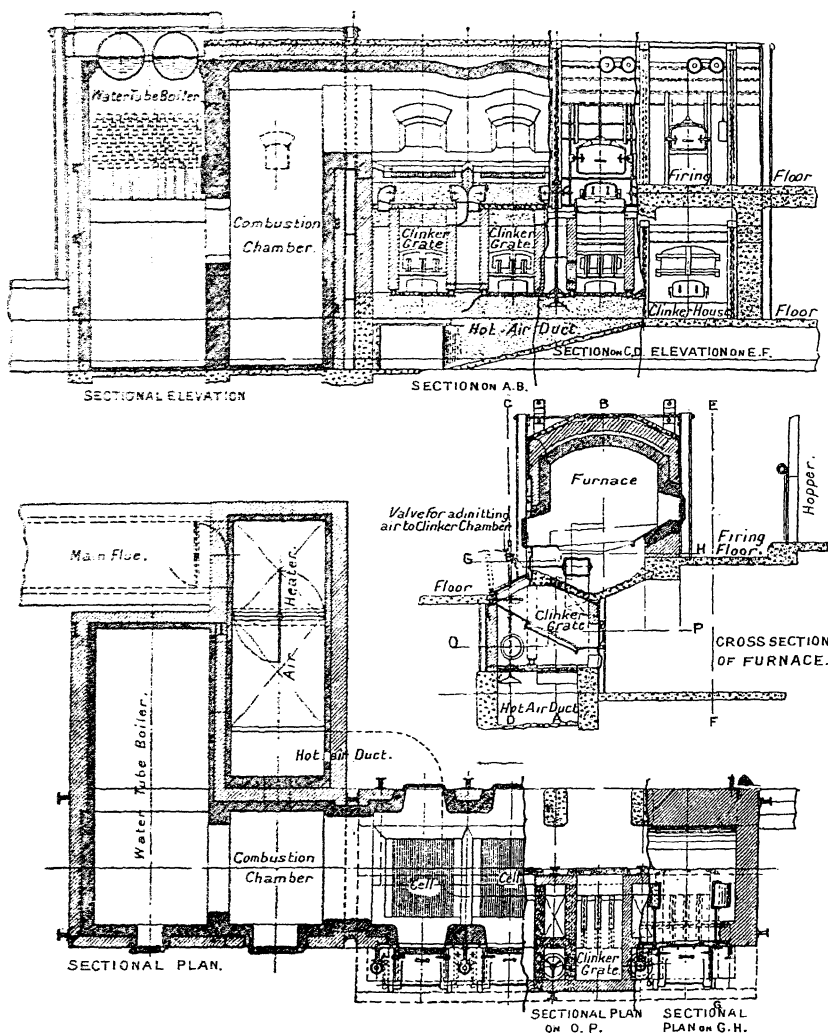 Water Tube Boiler
Combustion
Chamber.
Clinker
Grate
Clinker
Grate
Firing
Floor
Clinker House
Floor
Hot-Air Duct
SECTION ON C.D. ELEVATION ON E.F.
SECTION ON A.B.
SECTIONAL ELEVATION
C
B
E
Furnace
Hopper.
Valve for admitting
air to Clinker Chamber
G
H
Firing
Floor.
Floor
Clinker
Grate
O
P
CROSS SECTION
OF FURNACE.
Hot Air Duct
D
A
F
Main Flue.
Air Heater.
Hot air Duct.
Water Tube Boiler.
Combustion
Chamber
Cell
Cell
Clinker
Grate.
SECTIONAL PLAN.
SECTIONAL PLAN
ON O. P.
G
SECTIONAL
PLAN ON G.H.